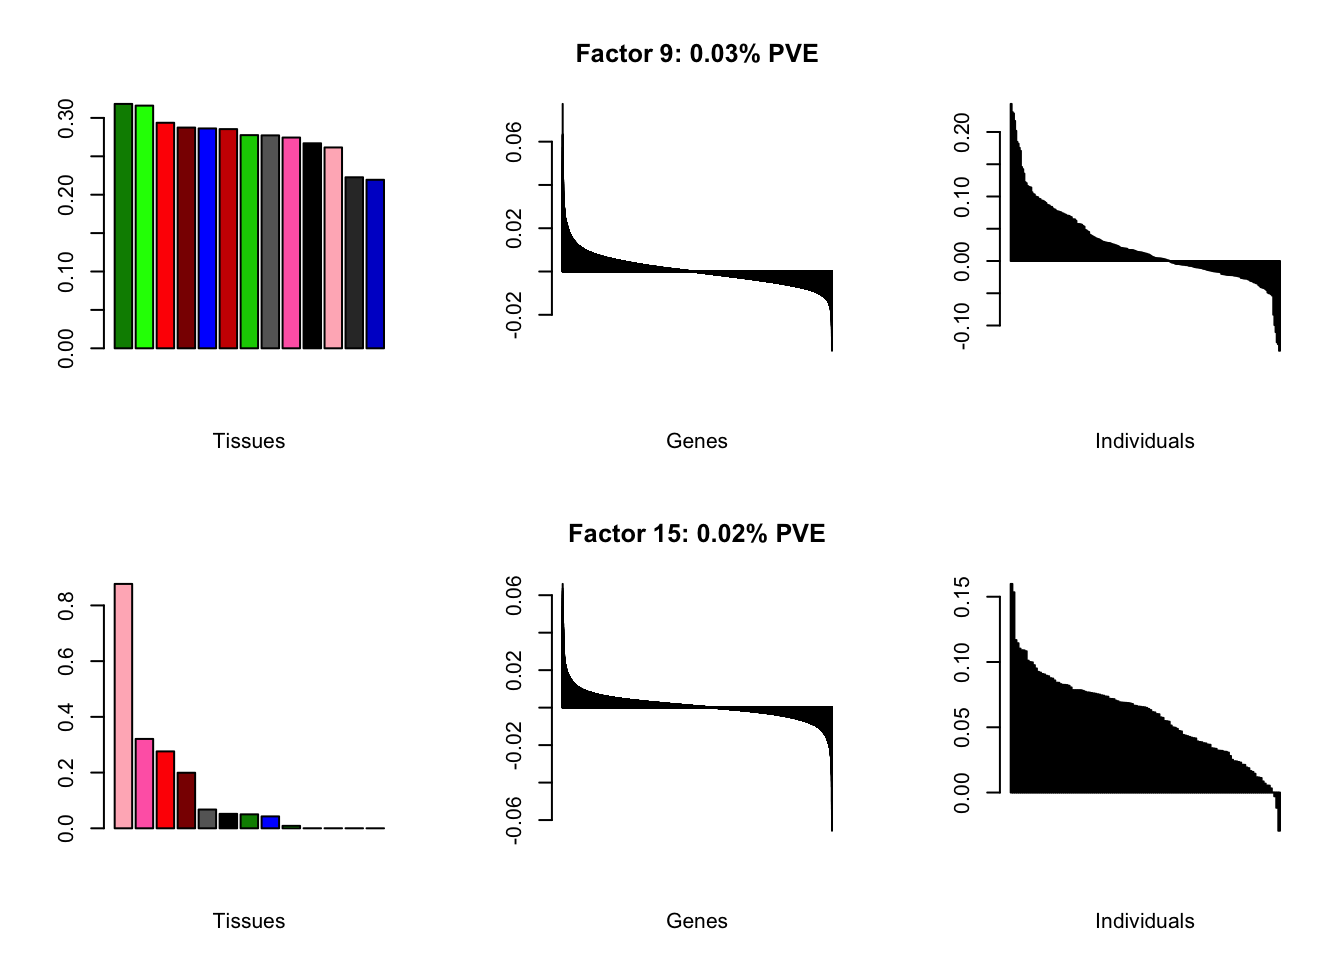 Factor 9: 0.03% PVE
0.00 0.10 0.20 0.30
Tissues
-0.02 0.02 0.06
Genes
-0.10 0.00 0.10 0.20
Individuals
Factor 15: 0.02% PVE
0.0 0.2 0.4 0.6 0.8
Tissues
-0.06 -0.02 0.02 0.06
Genes
0.00 0.05 0.10 0.15
Individuals